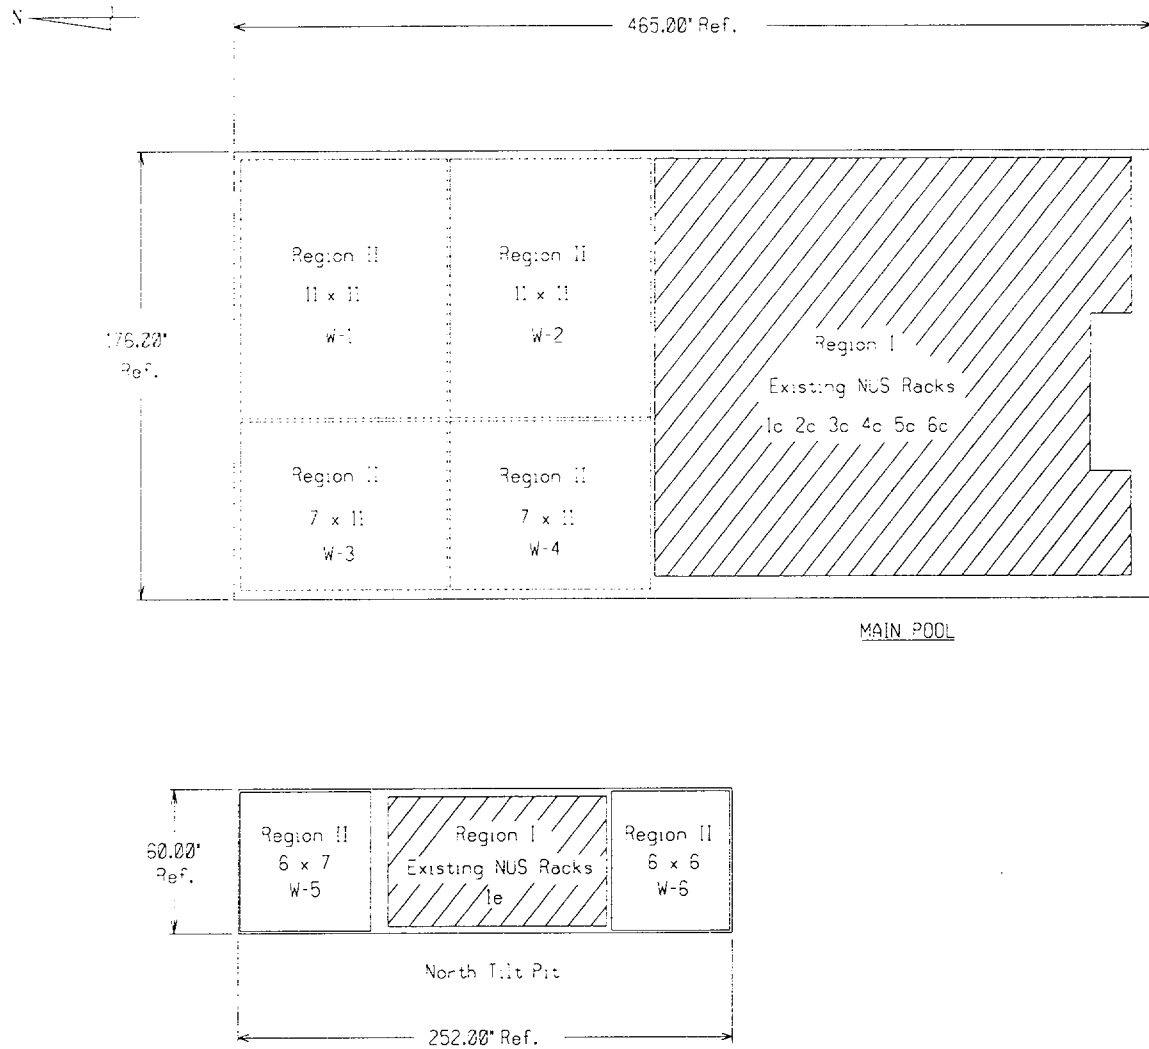 N
465.00" Ref.
Region II
11 x 11
W-1
Region II
11 x 11
W-2
176.00"
Ref.
Region I
Existing NUS Racks
1c 2c 3c 4c 5c 6c
Region II
7 x 11
W-3
Region II
7 x 11
W-4
MAIN POOL
60.00"
Ref.
Region II
6 x 7
W-5
Region I
Existing NUS Racks
1e
Region II
6 x 6
W-6
North Tilt Pit
252.00" Ref.